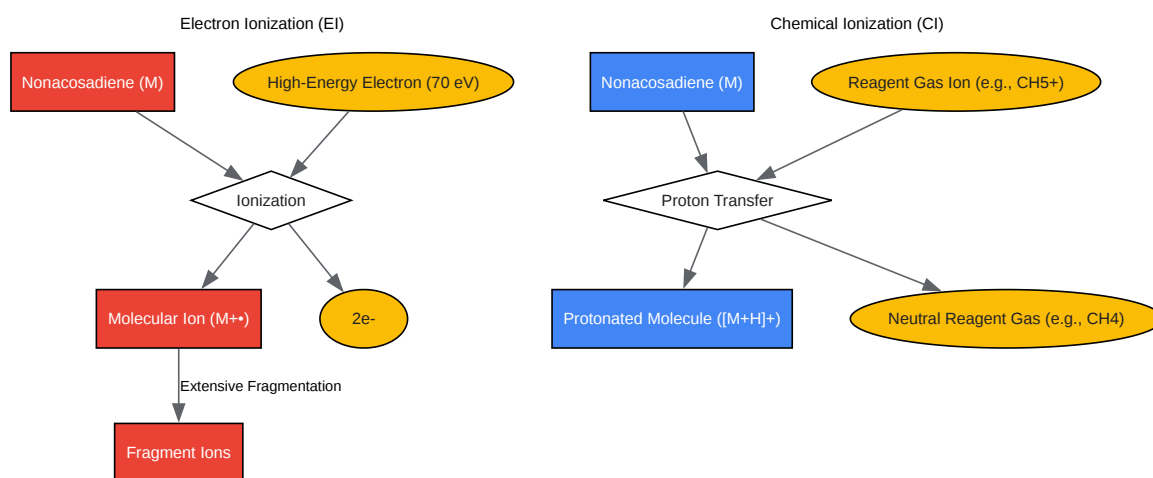 Electron Ionization (EI)
Chemical Ionization (CI)
Nonacosadiene (M)
High-Energy Electron (70 eV)
Nonacosadiene (M)
Reagent Gas Ion (e.g., CH5+)
Ionization
Proton Transfer
Molecular Ion (M+•)
2e-
Protonated Molecule ([M+H]+)
Neutral Reagent Gas (e.g., CH4)
Extensive Fragmentation
Fragment Ions